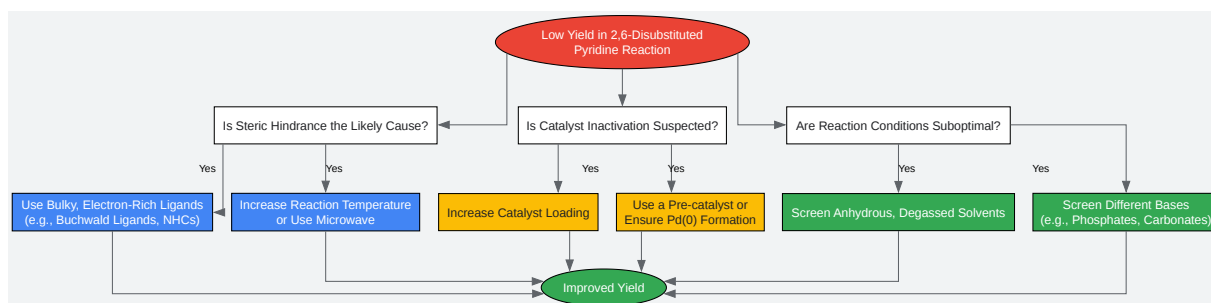 Low Yield in 2,6-Disubstituted
Pyridine Reaction
Is Steric Hindrance the Likely Cause?
Is Catalyst Inactivation Suspected?
Are Reaction Conditions Suboptimal?
Yes
Yes
Yes
Yes
Yes
Yes
Use Bulky, Electron-Rich Ligands
(e.g., Buchwald Ligands, NHCs)
Increase Reaction Temperature
or Use Microwave
Increase Catalyst Loading
Use a Pre-catalyst or
Ensure Pd(0) Formation
Screen Anhydrous, Degassed Solvents
Screen Different Bases
(e.g., Phosphates, Carbonates)
Improved Yield